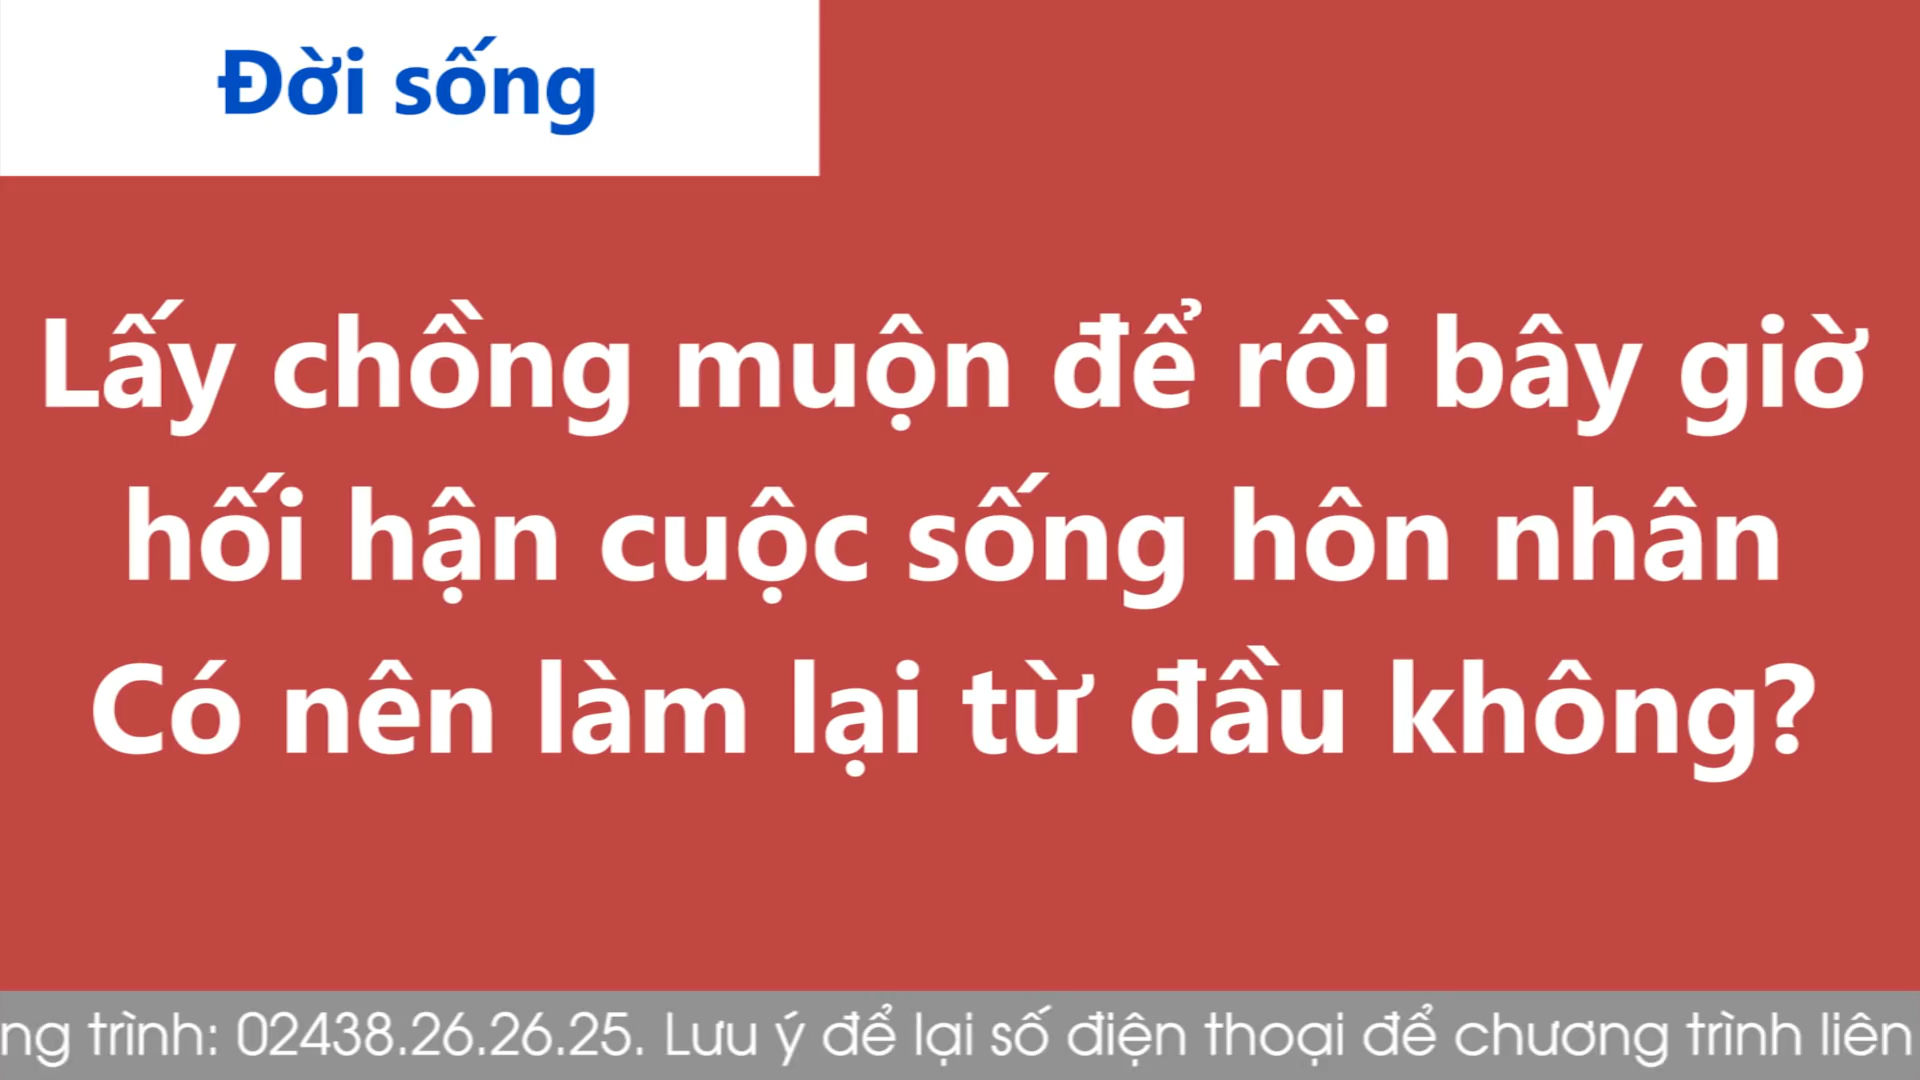 Đời sống
Lấy chồng muộn để rồi bây giờ
hối hận cuộc sống hôn nhân
Có nên làm lại từ đầu không?
ng trình: 02438.26.26.25. Lưu ý để lại số điện thoại để chương trình liên